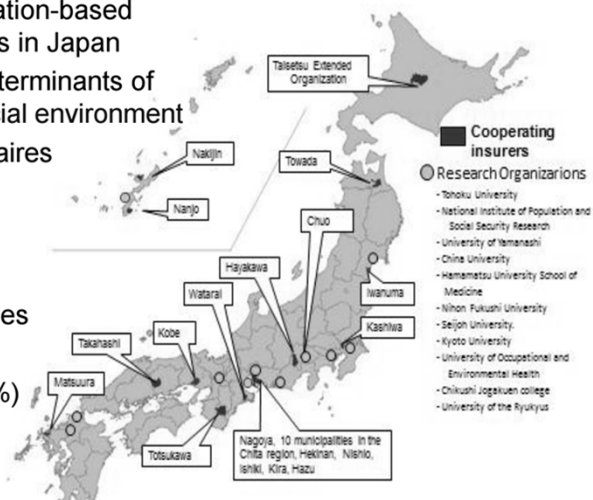 ation-based
s in Japan
terminants of
cial environment
aires
es
%)
Taisetsu Extended
Organization
Nakijin
Nanjo
Towada
Chuo
Hayakawa
Watarai
Iwanuma
Kashiwa
Kobe
Takahashi
Matsuura
Totsukawa
Nagoya, 10 municipalities in the
Chita region, Hekinan, Nishio,
Ishiki, Kira, Hazu
Cooperating
insurers
Research Organizarions
- Tohoku University
- National Institute of Population and
Social Security Research
- University of Yamanashi
- China University
- Hamamatsu University School of
Medicine
- Nihon Fukushi University
- Seijoh University.
- Kyoto University
- University of Occupational and
Environmental Health
- Chikushi Jogakuen college
- University of the Ryukyus